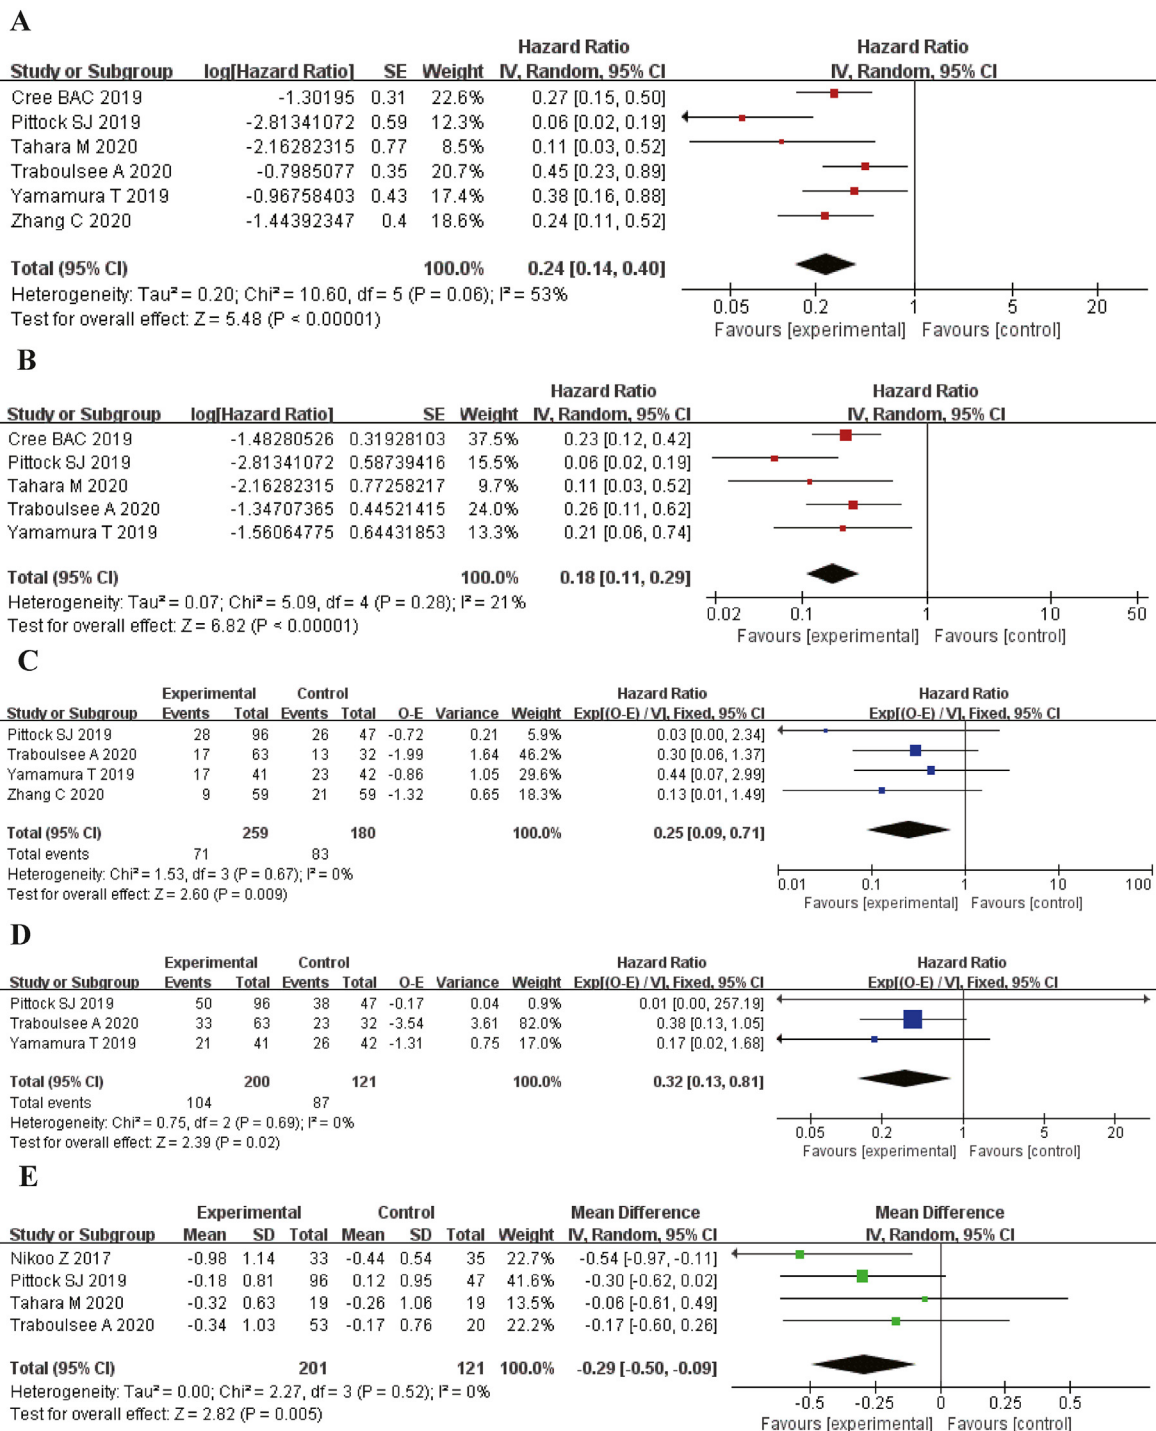 A
Hazard Ratio Hazard Ratio
Study or Subgroup log[Hazard Ratio] SE Weight IV, Random, 95% CI IV, Random, 95% CI
Cree BAC 2019 -1.30195 0.31 22.6% 0.27 [0.15, 0.50]
Pittock SJ 2019 -2.81341072 0.59 12.3% 0.06 [0.02, 0.19]
Tahara M 2020 -2.16282315 0.77 8.5% 0.11 [0.03, 0.52]
Traboulsee A 2020 -0.7985077 0.35 20.7% 0.45 [0.23, 0.89]
Yamamura T 2019 -0.96758403 0.43 17.4% 0.38 [0.16, 0.88]
Zhang C 2020 -1.44392347 0.4 18.6% 0.24 [0.11, 0.52]
Total (95% CI) 100.0% 0.24 [0.14, 0.40]
Heterogeneity: Tau² = 0.20; Chi² = 10.60, df = 5 (P = 0.06); I² = 53%
Test for overall effect: Z = 5.48 (P < 0.00001)
0.05 0.2 1 5 20
Favours [experimental] Favours [control]
B
Hazard Ratio Hazard Ratio
Study or Subgroup log[Hazard Ratio] SE Weight IV, Random, 95% CI IV, Random, 95% CI
Cree BAC 2019 -1.48280526 0.31928103 37.5% 0.23 [0.12, 0.42]
Pittock SJ 2019 -2.81341072 0.58739416 15.5% 0.06 [0.02, 0.19]
Tahara M 2020 -2.16282315 0.77258217 9.7% 0.11 [0.03, 0.52]
Traboulsee A 2020 -1.34707365 0.44521415 24.0% 0.26 [0.11, 0.62]
Yamamura T 2019 -1.56064775 0.64431853 13.3% 0.21 [0.06, 0.74]
Total (95% CI) 100.0% 0.18 [0.11, 0.29]
Heterogeneity: Tau² = 0.07; Chi² = 5.09, df = 4 (P = 0.28); I² = 21%
Test for overall effect: Z = 6.82 (P < 0.00001)
0.02 0.1 1 10 50
Favours [experimental] Favours [control]
C
Experimental Control Hazard Ratio Hazard Ratio
Study or Subgroup Events Total Events Total O-E Variance Weight Exp[(O-E) / V], Fixed, 95% CI Exp[(O-E) / V], Fixed, 95% CI
Pittock SJ 2019 28 96 26 47 -0.72 0.21 5.9% 0.03 [0.00, 2.34]
Traboulsee A 2020 17 63 13 32 -1.99 1.64 46.2% 0.30 [0.06, 1.37]
Yamamura T 2019 17 41 23 42 -0.86 1.05 29.6% 0.44 [0.07, 2.99]
Zhang C 2020 9 59 21 59 -1.32 0.65 18.3% 0.13 [0.01, 1.49]
Total (95% CI) 259 180 100.0% 0.25 [0.09, 0.71]
Total events 71 83
Heterogeneity: Chi² = 1.53, df = 3 (P = 0.67); I² = 0%
Test for overall effect: Z = 2.60 (P = 0.009)
0.01 0.1 1 10 100
Favours [experimental] Favours [control]
D
Experimental Control Hazard Ratio Hazard Ratio
Study or Subgroup Events Total Events Total O-E Variance Weight Exp[(O-E) / V], Fixed, 95% CI Exp[(O-E) / V], Fixed, 95% CI
Pittock SJ 2019 50 96 38 47 -0.17 0.04 0.9% 0.01 [0.00, 257.19]
Traboulsee A 2020 33 63 23 32 -3.54 3.61 82.0% 0.38 [0.13, 1.05]
Yamamura T 2019 21 41 26 42 -1.31 0.75 17.0% 0.17 [0.02, 1.68]
Total (95% CI) 200 121 100.0% 0.32 [0.13, 0.81]
Total events 104 87
Heterogeneity: Chi² = 0.75, df = 2 (P = 0.69); I² = 0%
Test for overall effect: Z = 2.39 (P = 0.02)
0.05 0.2 1 5 20
Favours [experimental] Favours [control]
E
Experimental Control Mean Difference Mean Difference
Study or Subgroup Mean SD Total Mean SD Total Weight IV, Random, 95% CI IV, Random, 95% CI
Nikoo Z 2017 -0.98 1.14 33 -0.44 0.54 35 22.7% -0.54 [-0.97, -0.11]
Pittock SJ 2019 -0.18 0.81 96 0.12 0.95 47 41.6% -0.30 [-0.62, 0.02]
Tahara M 2020 -0.32 0.63 19 -0.26 1.06 19 13.5% -0.06 [-0.61, 0.49]
Traboulsee A 2020 -0.34 1.03 53 -0.17 0.76 20 22.2% -0.17 [-0.60, 0.26]
Total (95% CI) 201 121 100.0% -0.29 [-0.50, -0.09]
Heterogeneity: Tau² = 0.00; Chi² = 2.27, df = 3 (P = 0.52); I² = 0%
Test for overall effect: Z = 2.82 (P = 0.005)
-0.5 -0.25 0 0.25 0.5
Favours [experimental] Favours [control]